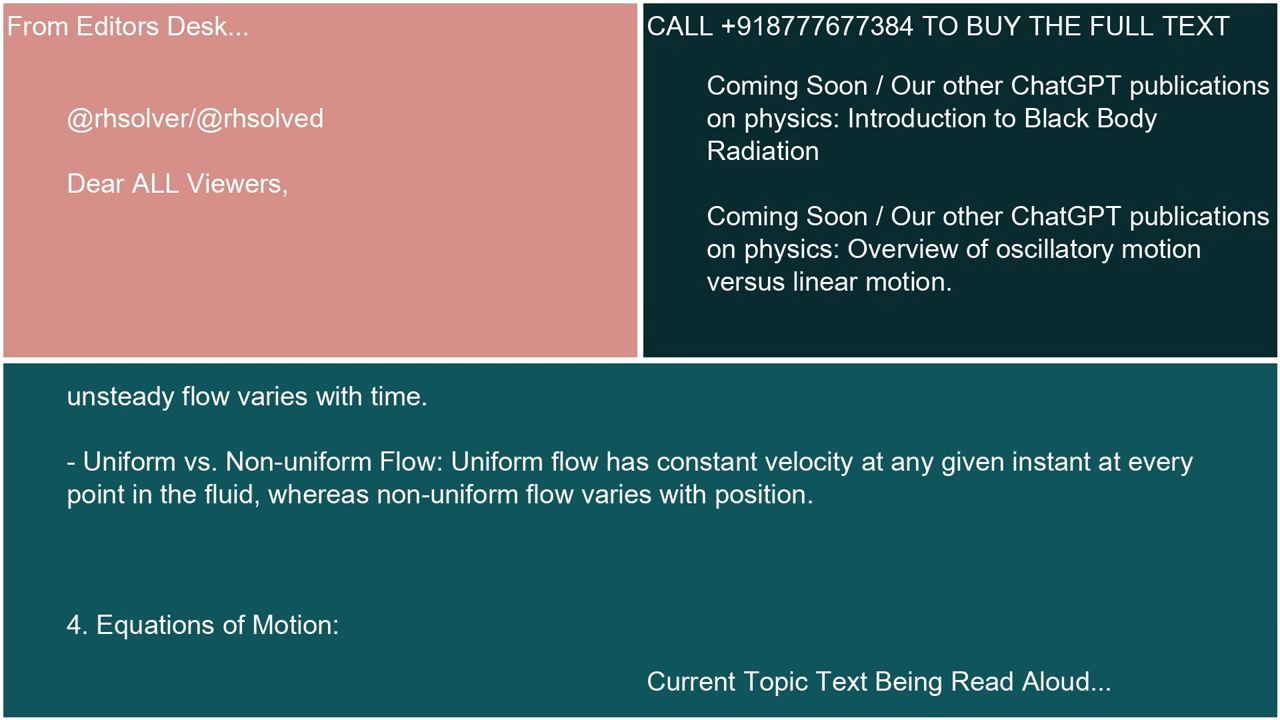 From Editors Desk...
@rhsolver/@rhsolved
Dear ALL Viewers,
CALL +918777677384 TO BUY THE FULL TEXT
Coming Soon / Our other ChatGPT publications
on physics: Introduction to Black Body
Radiation
Coming Soon / Our other ChatGPT publications
on physics: Overview of oscillatory motion
versus linear motion.
unsteady flow varies with time.
- Uniform vs. Non-uniform Flow: Uniform flow has constant velocity at any given instant at every
point in the fluid, whereas non-uniform flow varies with position.
4. Equations of Motion:
Current Topic Text Being Read Aloud...